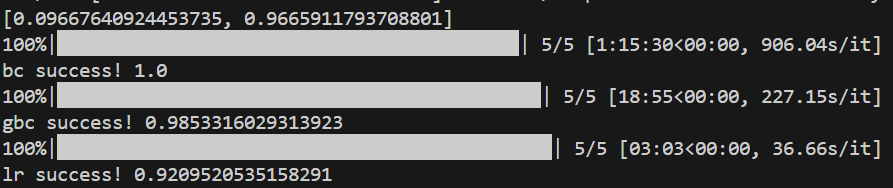 [0.09667640924453735, 0.9665911793708801]
100%| | 5/5 [1:15:30<00:00, 906.04s/it]
bc success! 1.0
100%| | 5/5 [18:55<00:00, 227.15s/it]
gbc success! 0.9853316029313923
100%| | 5/5 [03:03<00:00, 36.66s/it]
lr success! 0.9209520535158291